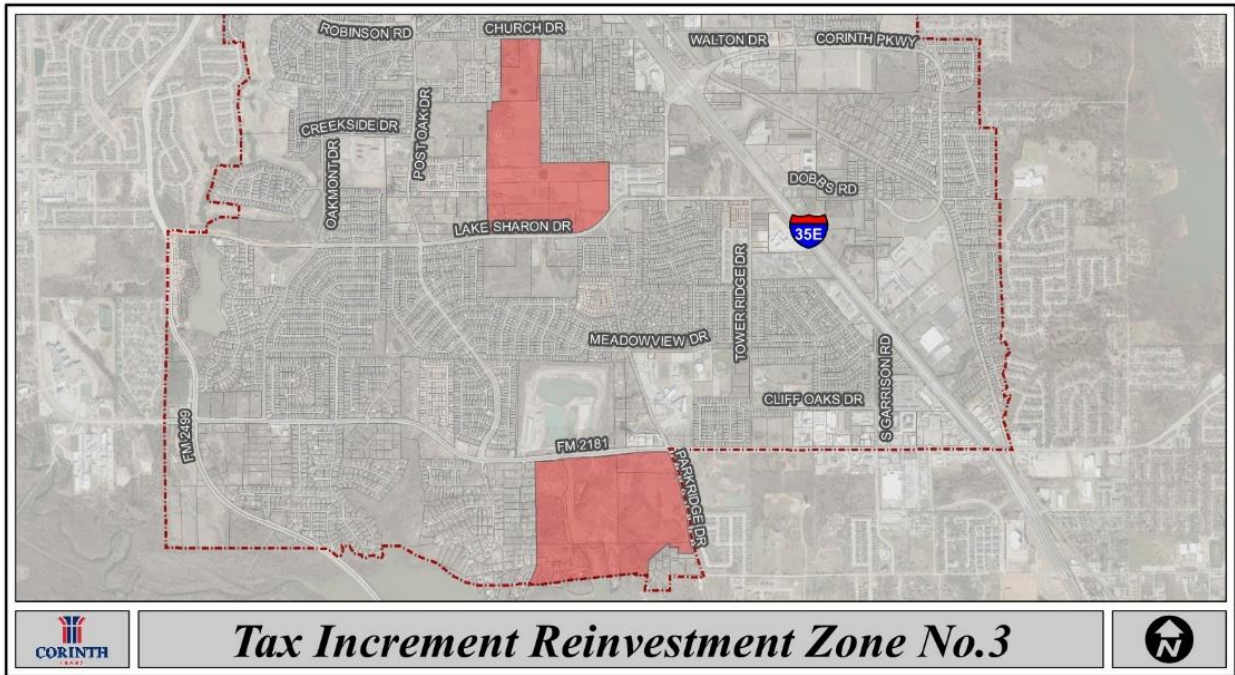 ROBINSON RD
CHURCH DR
WALTON DR
CORINTH PKWY
CREEKSIDE DR
OAKMONT DR
POST OAK DR
DOBBS RD
LAKE SHARON DR
35E
TOWER RIDGE DR
MEADOWVIEW DR
S GARRISON RD
CLIFF OAKS DR
FM 2499
FM 2181
PARKRIDGE DR
CORINTH
TEXAS
Tax Increment Reinvestment Zone No.3
N